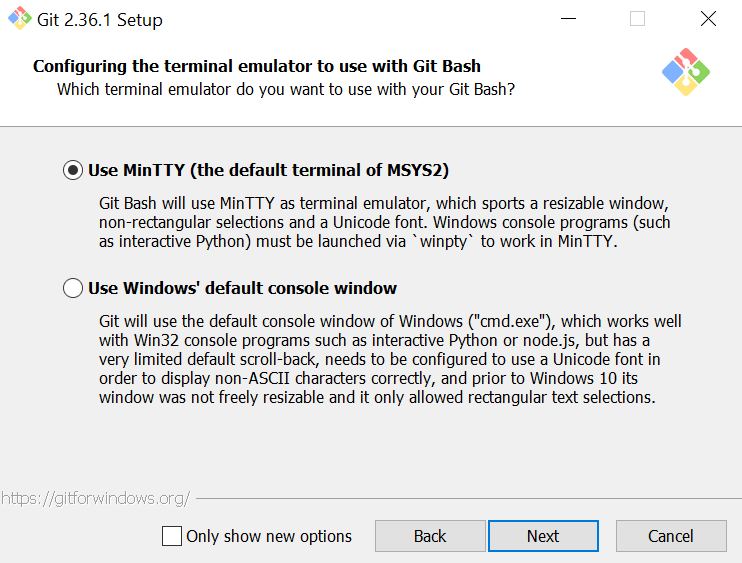 Git 2.36.1 Setup
Configuring the terminal emulator to use with Git Bash
Which terminal emulator do you want to use with your Git Bash?
Use MinTTY (the default terminal of MSYS2)
Git Bash will use MinTTY as terminal emulator, which sports a resizable window,
non-rectangular selections and a Unicode font. Windows console programs (such
as interactive Python) must be launched via `winpty` to work in MinTTY.
Use Windows' default console window
Git will use the default console window of Windows ("cmd.exe"), which works well
with Win32 console programs such as interactive Python or node.js, but has a
very limited default scroll-back, needs to be configured to use a Unicode font in
order to display non-ASCII characters correctly, and prior to Windows 10 its
window was not freely resizable and it only allowed rectangular text selections.
https://gitforwindows.org/
Only show new options
Back
Next
Cancel